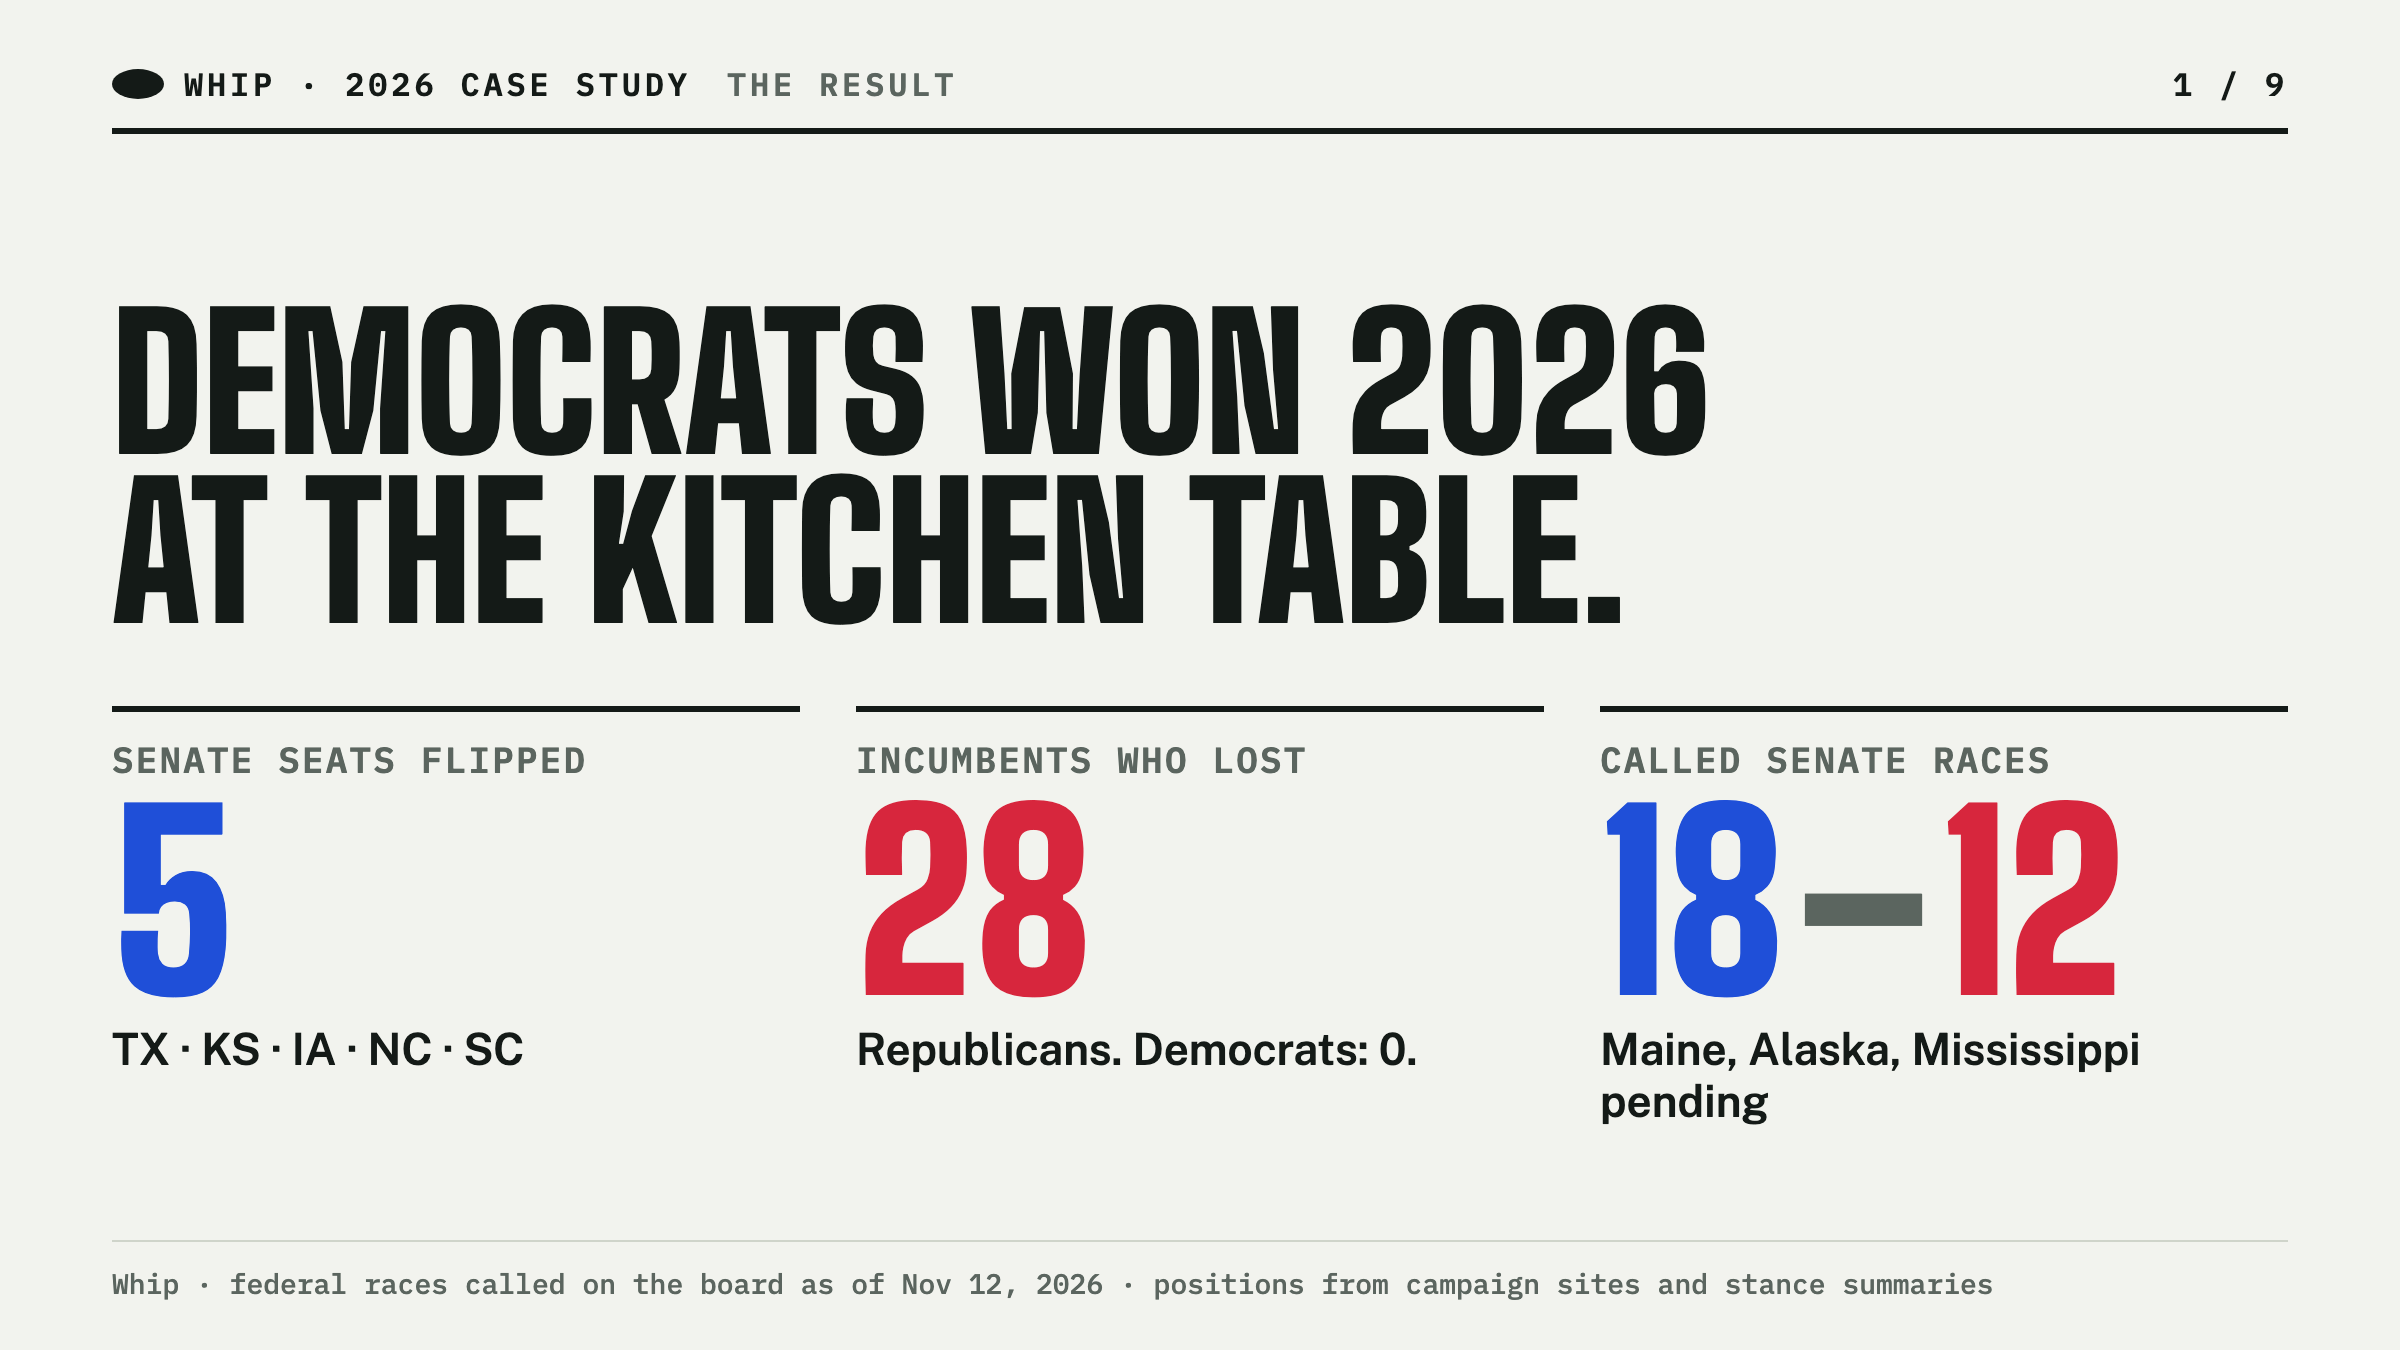 WHIP · 2026 CASE STUDY THE RESULT
1 / 9
DEMOCRATS WON 2026
AT THE KITCHEN TABLE.
SENATE SEATS FLIPPED
5
TX · KS · IA · NC · SC
INCUMBENTS WHO LOST
28
Republicans. Democrats: 0.
CALLED SENATE RACES
18–12
Maine, Alaska, Mississippi
pending
Whip · federal races called on the board as of Nov 12, 2026 · positions from campaign sites and stance summaries